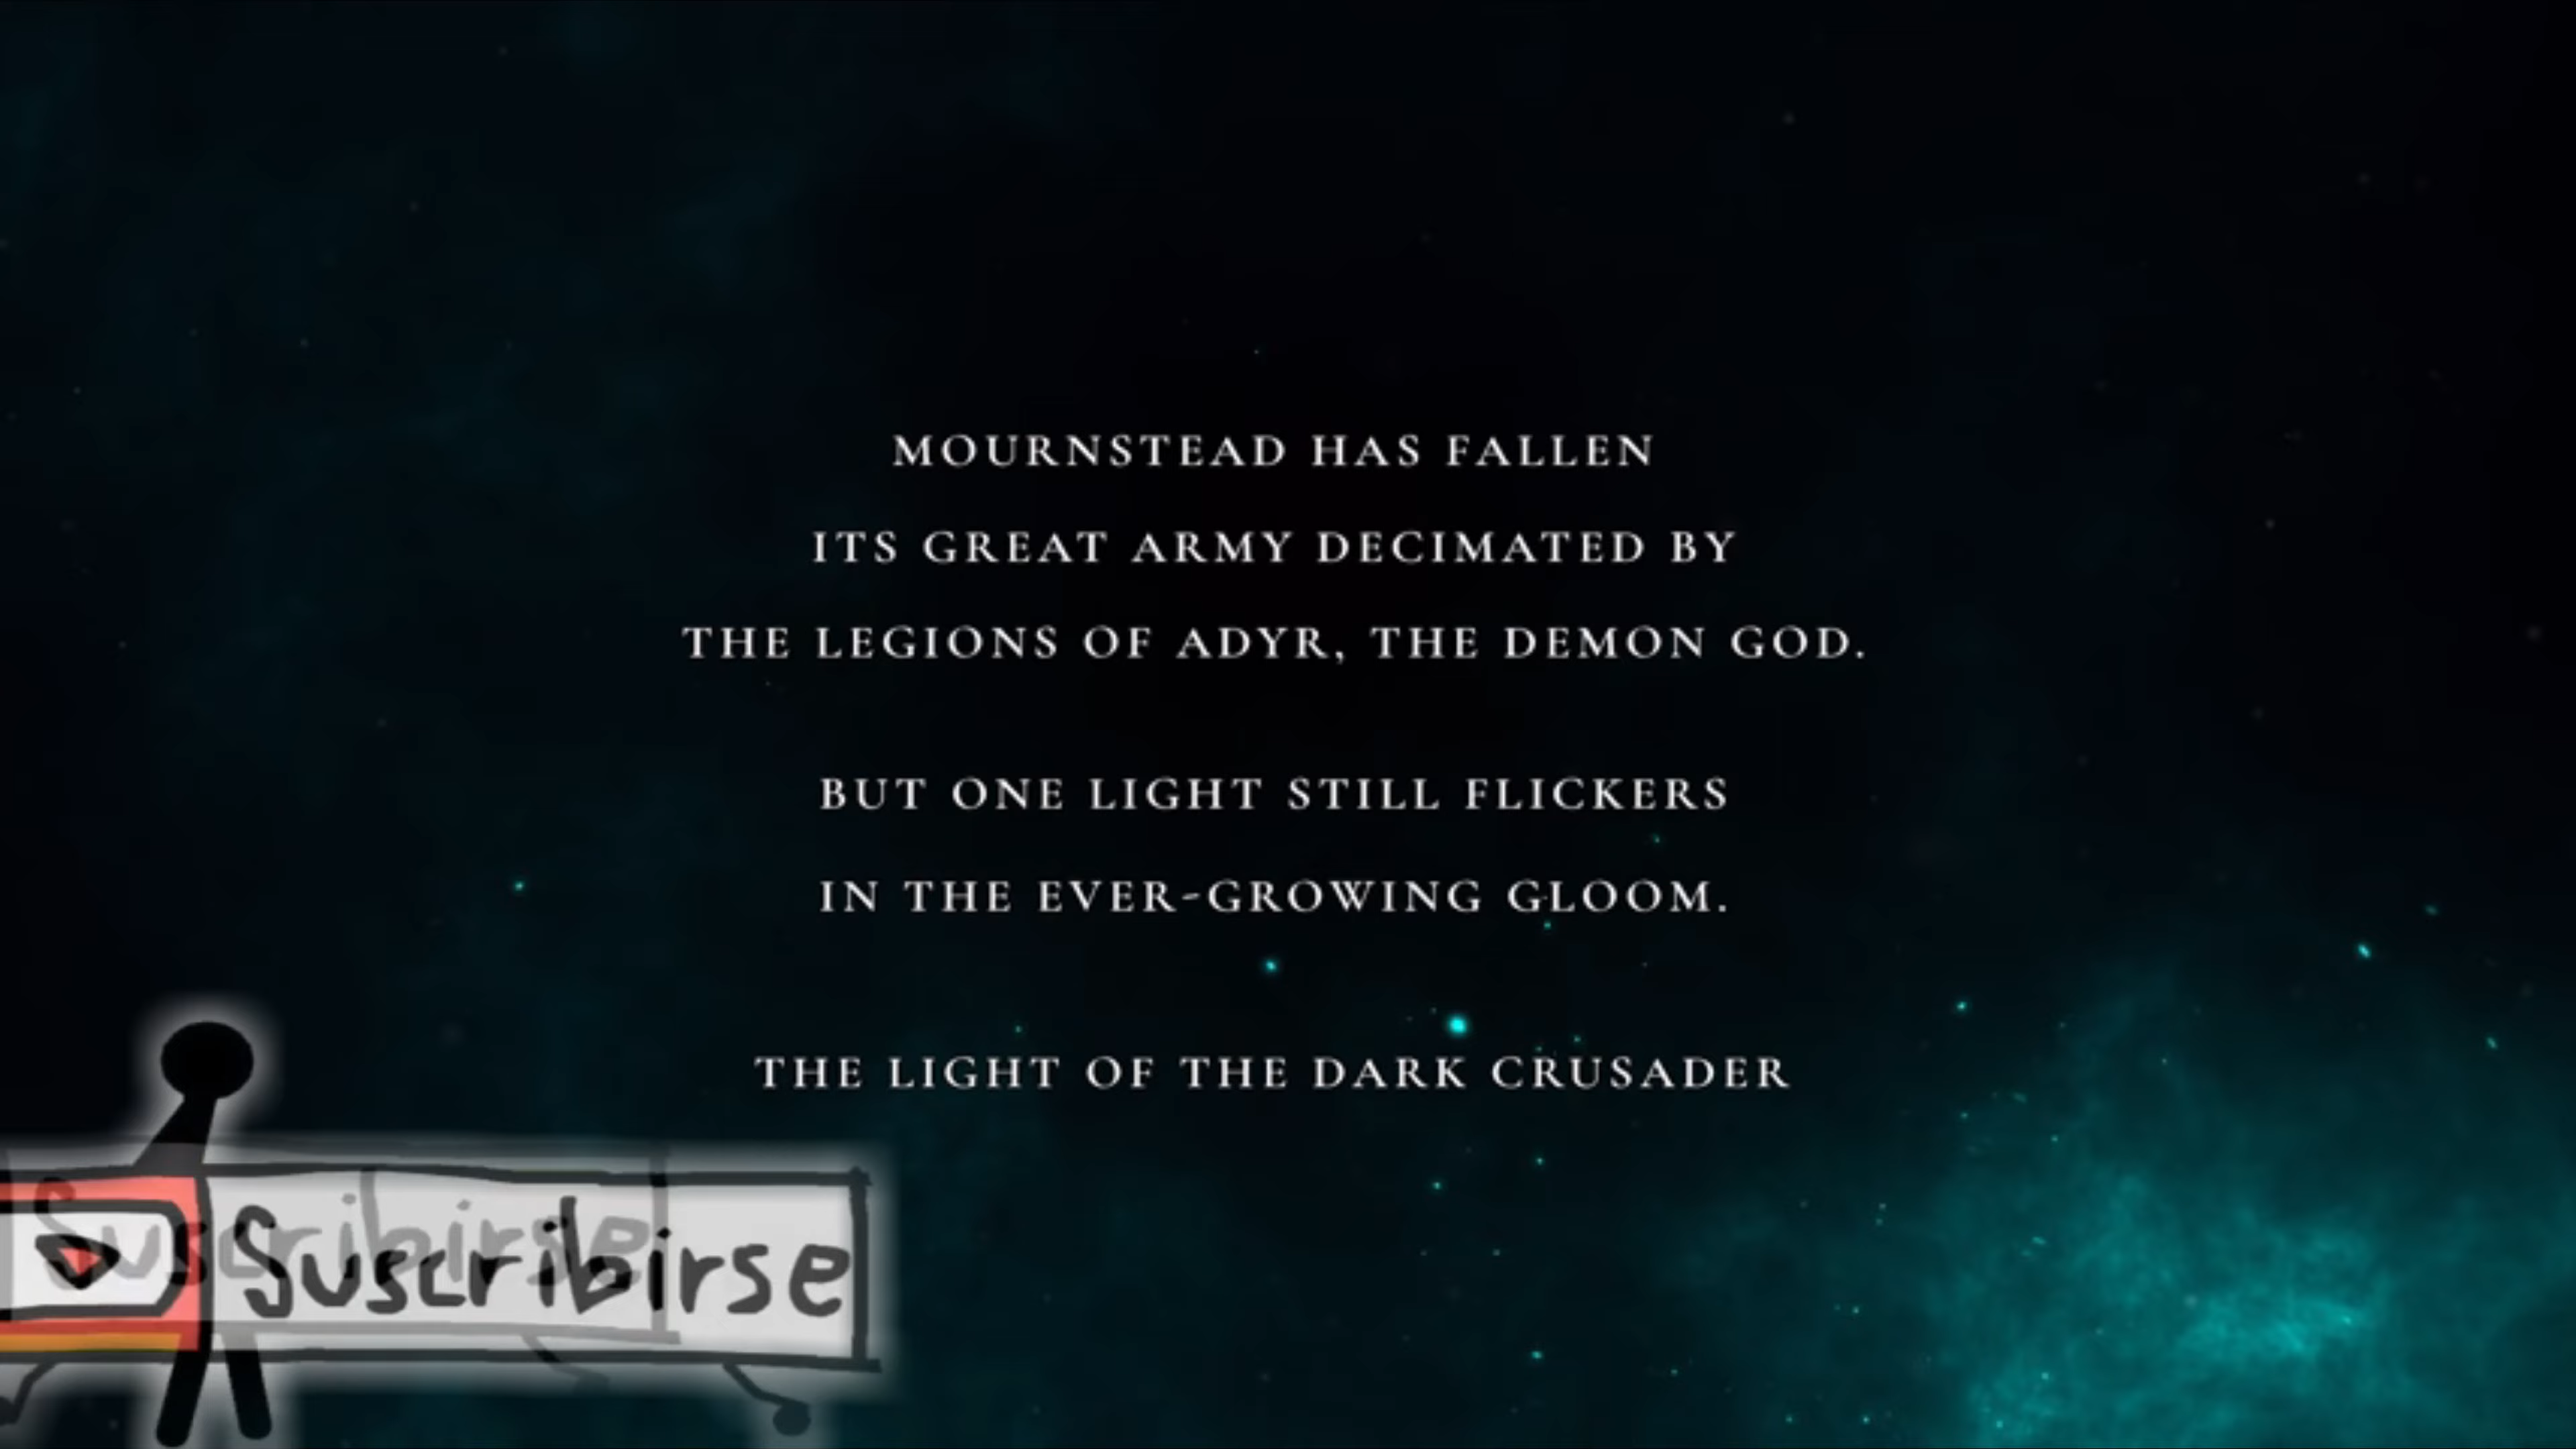 MOURNSTEAD HAS FALLEN
ITS GREAT ARMY DECIMATED BY
THE LEGIONS OF ADYR, THE DEMON GOD.
BUT ONE LIGHT STILL FLICKERS
IN THE EVER-GROWING GLOOM.
THE LIGHT OF THE DARK CRUSADER
Suscribirse
Suscribirse